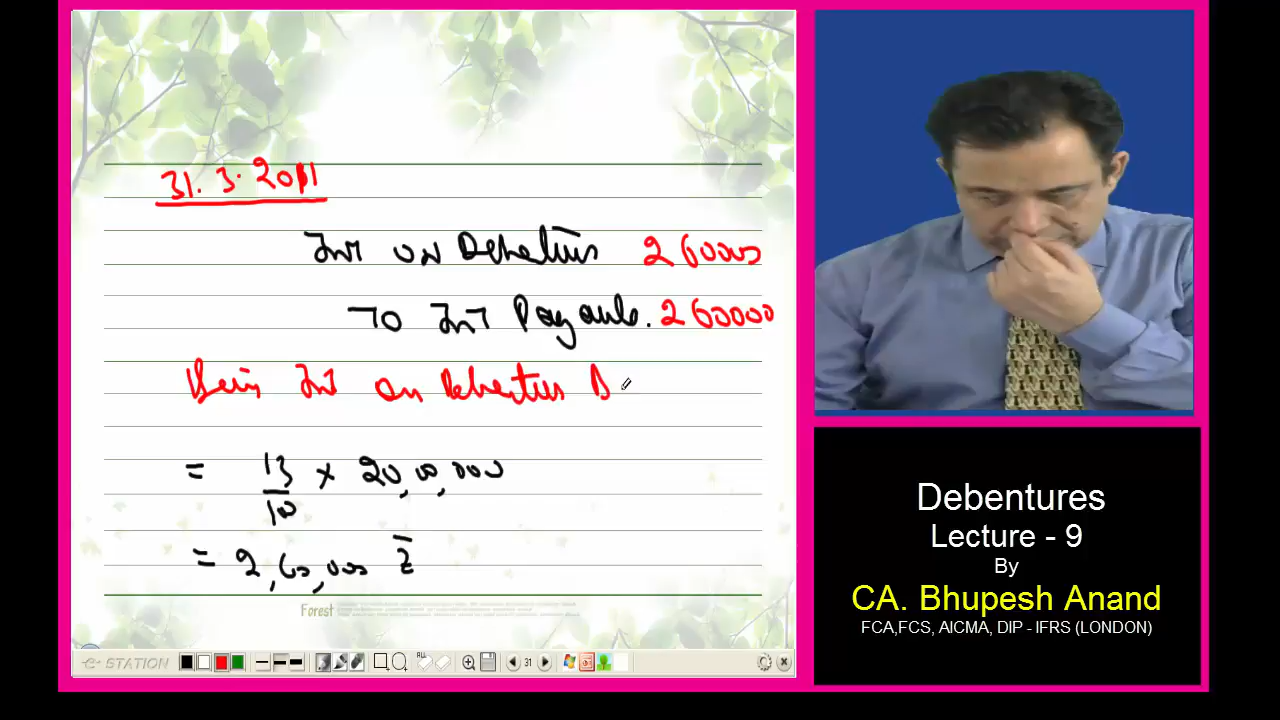 31.3.2011
Int on Debentures 260000
To Int Payable. 260000
Being Int on Debentures D
= 13/100 × 20,00,000
= 2,60,000
Forest
e-STATION
ALL
31
Debentures
Lecture - 9
By
CA. Bhupesh Anand
FCA,FCS, AICMA, DIP - IFRS (LONDON)